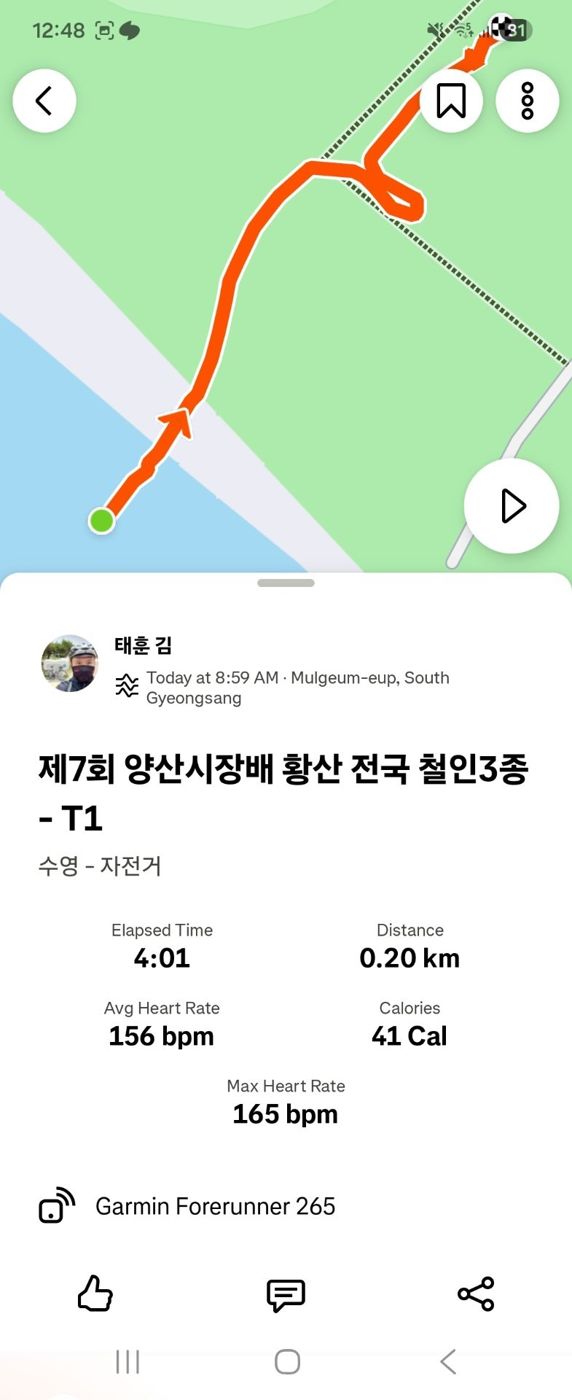 12:48
81
태훈 김
Today at 8:59 AM · Mulgeum-eup, South
Gyeongsang
제7회 양산시장배 황산 전국 철인3종
- T1
수영 - 자전거
Elapsed Time
4:01
Distance
0.20 km
Avg Heart Rate
156 bpm
Calories
41 Cal
Max Heart Rate
165 bpm
Garmin Forerunner 265